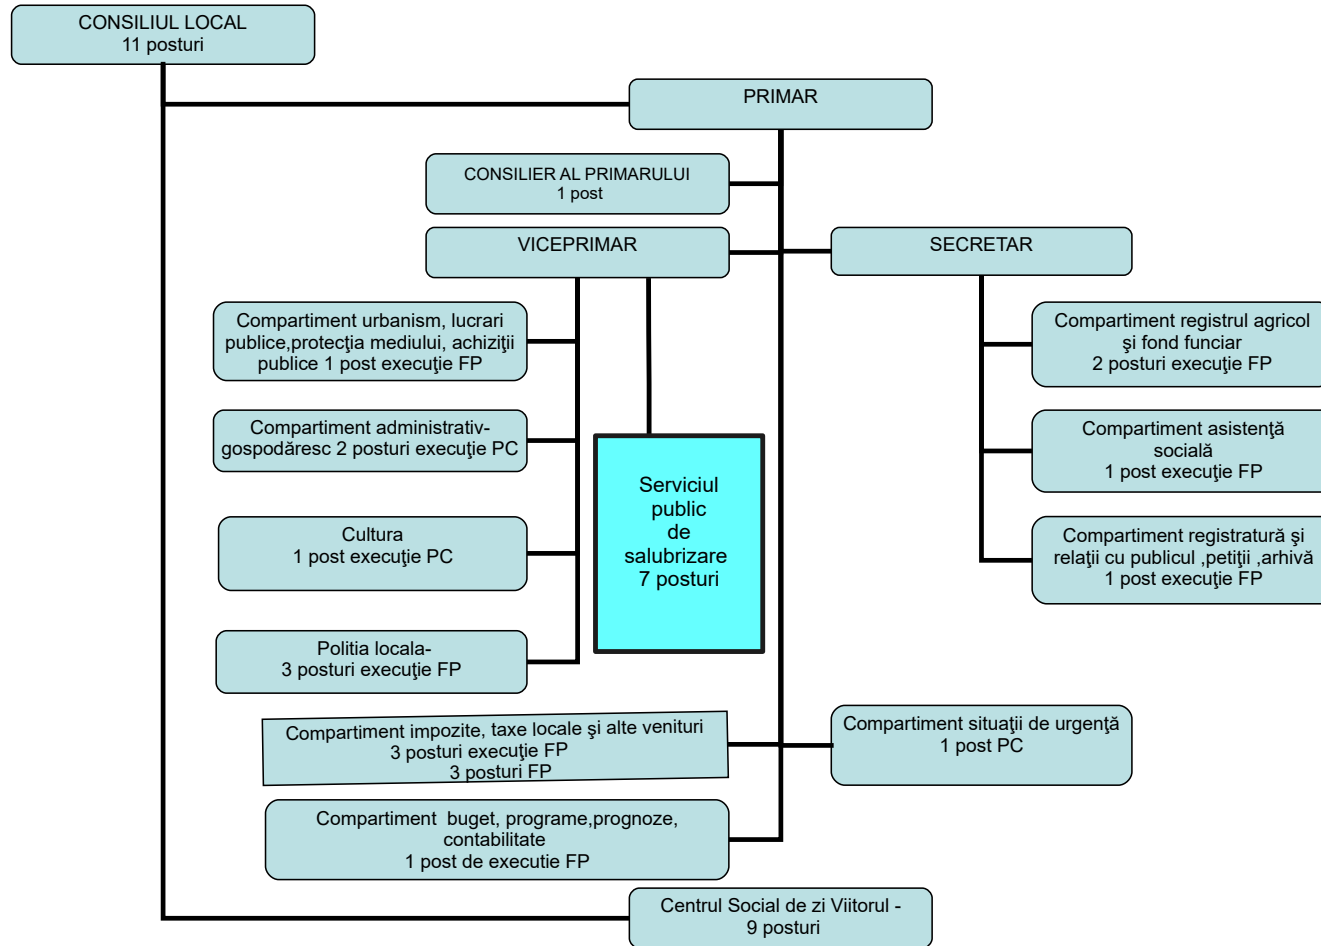 CONSILIUL LOCAL
11 posturi
PRIMAR
CONSILIER AL PRIMARULUI
1 post
VICEPRIMAR
SECRETAR
Compartiment urbanism, lucrari
publice,protecţia mediului, achiziţii
publice 1 post execuţie FP
Compartiment registrul agricol
şi fond funciar
2 posturi execuţie FP
Compartiment administrativ-
gospodăresc 2 posturi execuţie PC
Compartiment asistenţă
socială
1 post execuţie FP
Serviciul
public
de
salubrizare
7 posturi
Cultura
1 post execuţie PC
Compartiment registratură şi
relaţii cu publicul ,petiţii ,arhivă
1 post execuţie FP
Politia locala-
3 posturi execuţie FP
Compartiment impozite, taxe locale şi alte venituri
3 posturi execuţie FP
3 posturi FP
Compartiment situaţii de urgenţă
1 post PC
Compartiment  buget, programe,prognoze,
contabilitate
1 post de executie FP
Centrul Social de zi Viitorul -
9 posturi